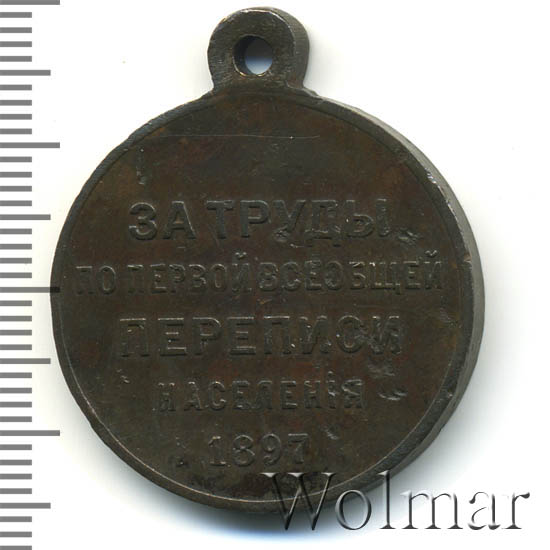 ЗА ТРУДЫ
ПО ПЕРВОЙ ВСЕОБЩЕЙ
ПЕРЕПИСИ
НАСЕЛЕНІЯ
1897
Wolmar